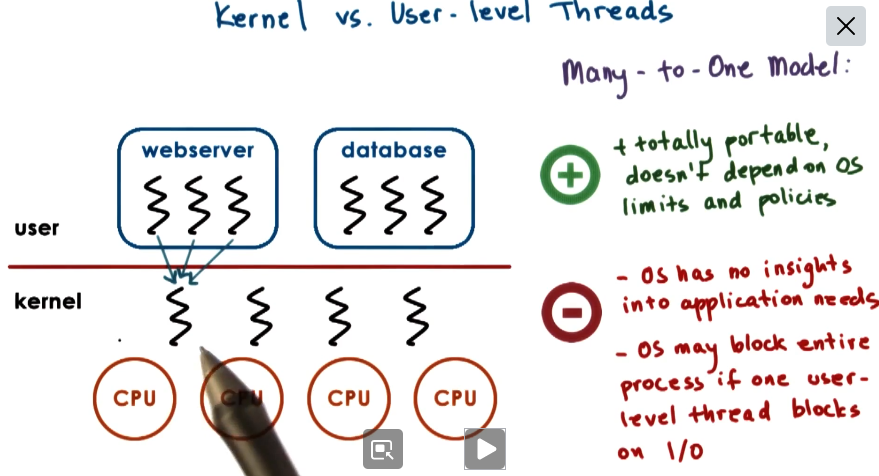 Kernel vs. User-level Threads
Many-to-One Model:
webserver
database
user
kernel
CPU
CPU
CPU
CPU
+ totally portable,
doesn't depend on OS
limits and policies
- OS has no insights
into application needs
- OS may block entire
process if one user-
level thread blocks
on I/O